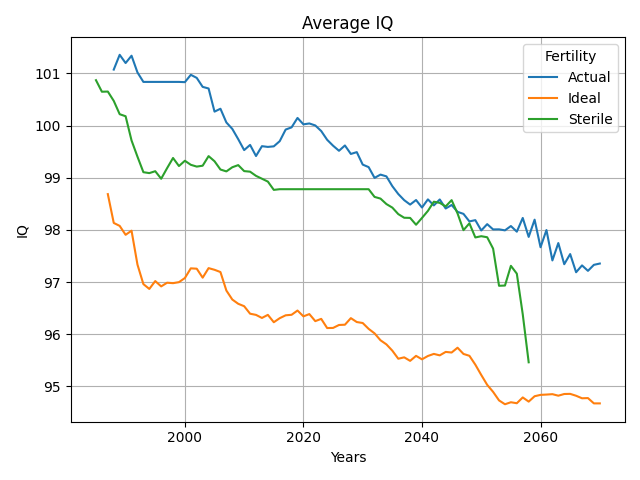 Average IQ
Fertility
Actual
Ideal
Sterile
IQ
101
100
99
98
97
96
95
2000
2020
2040
2060
Years